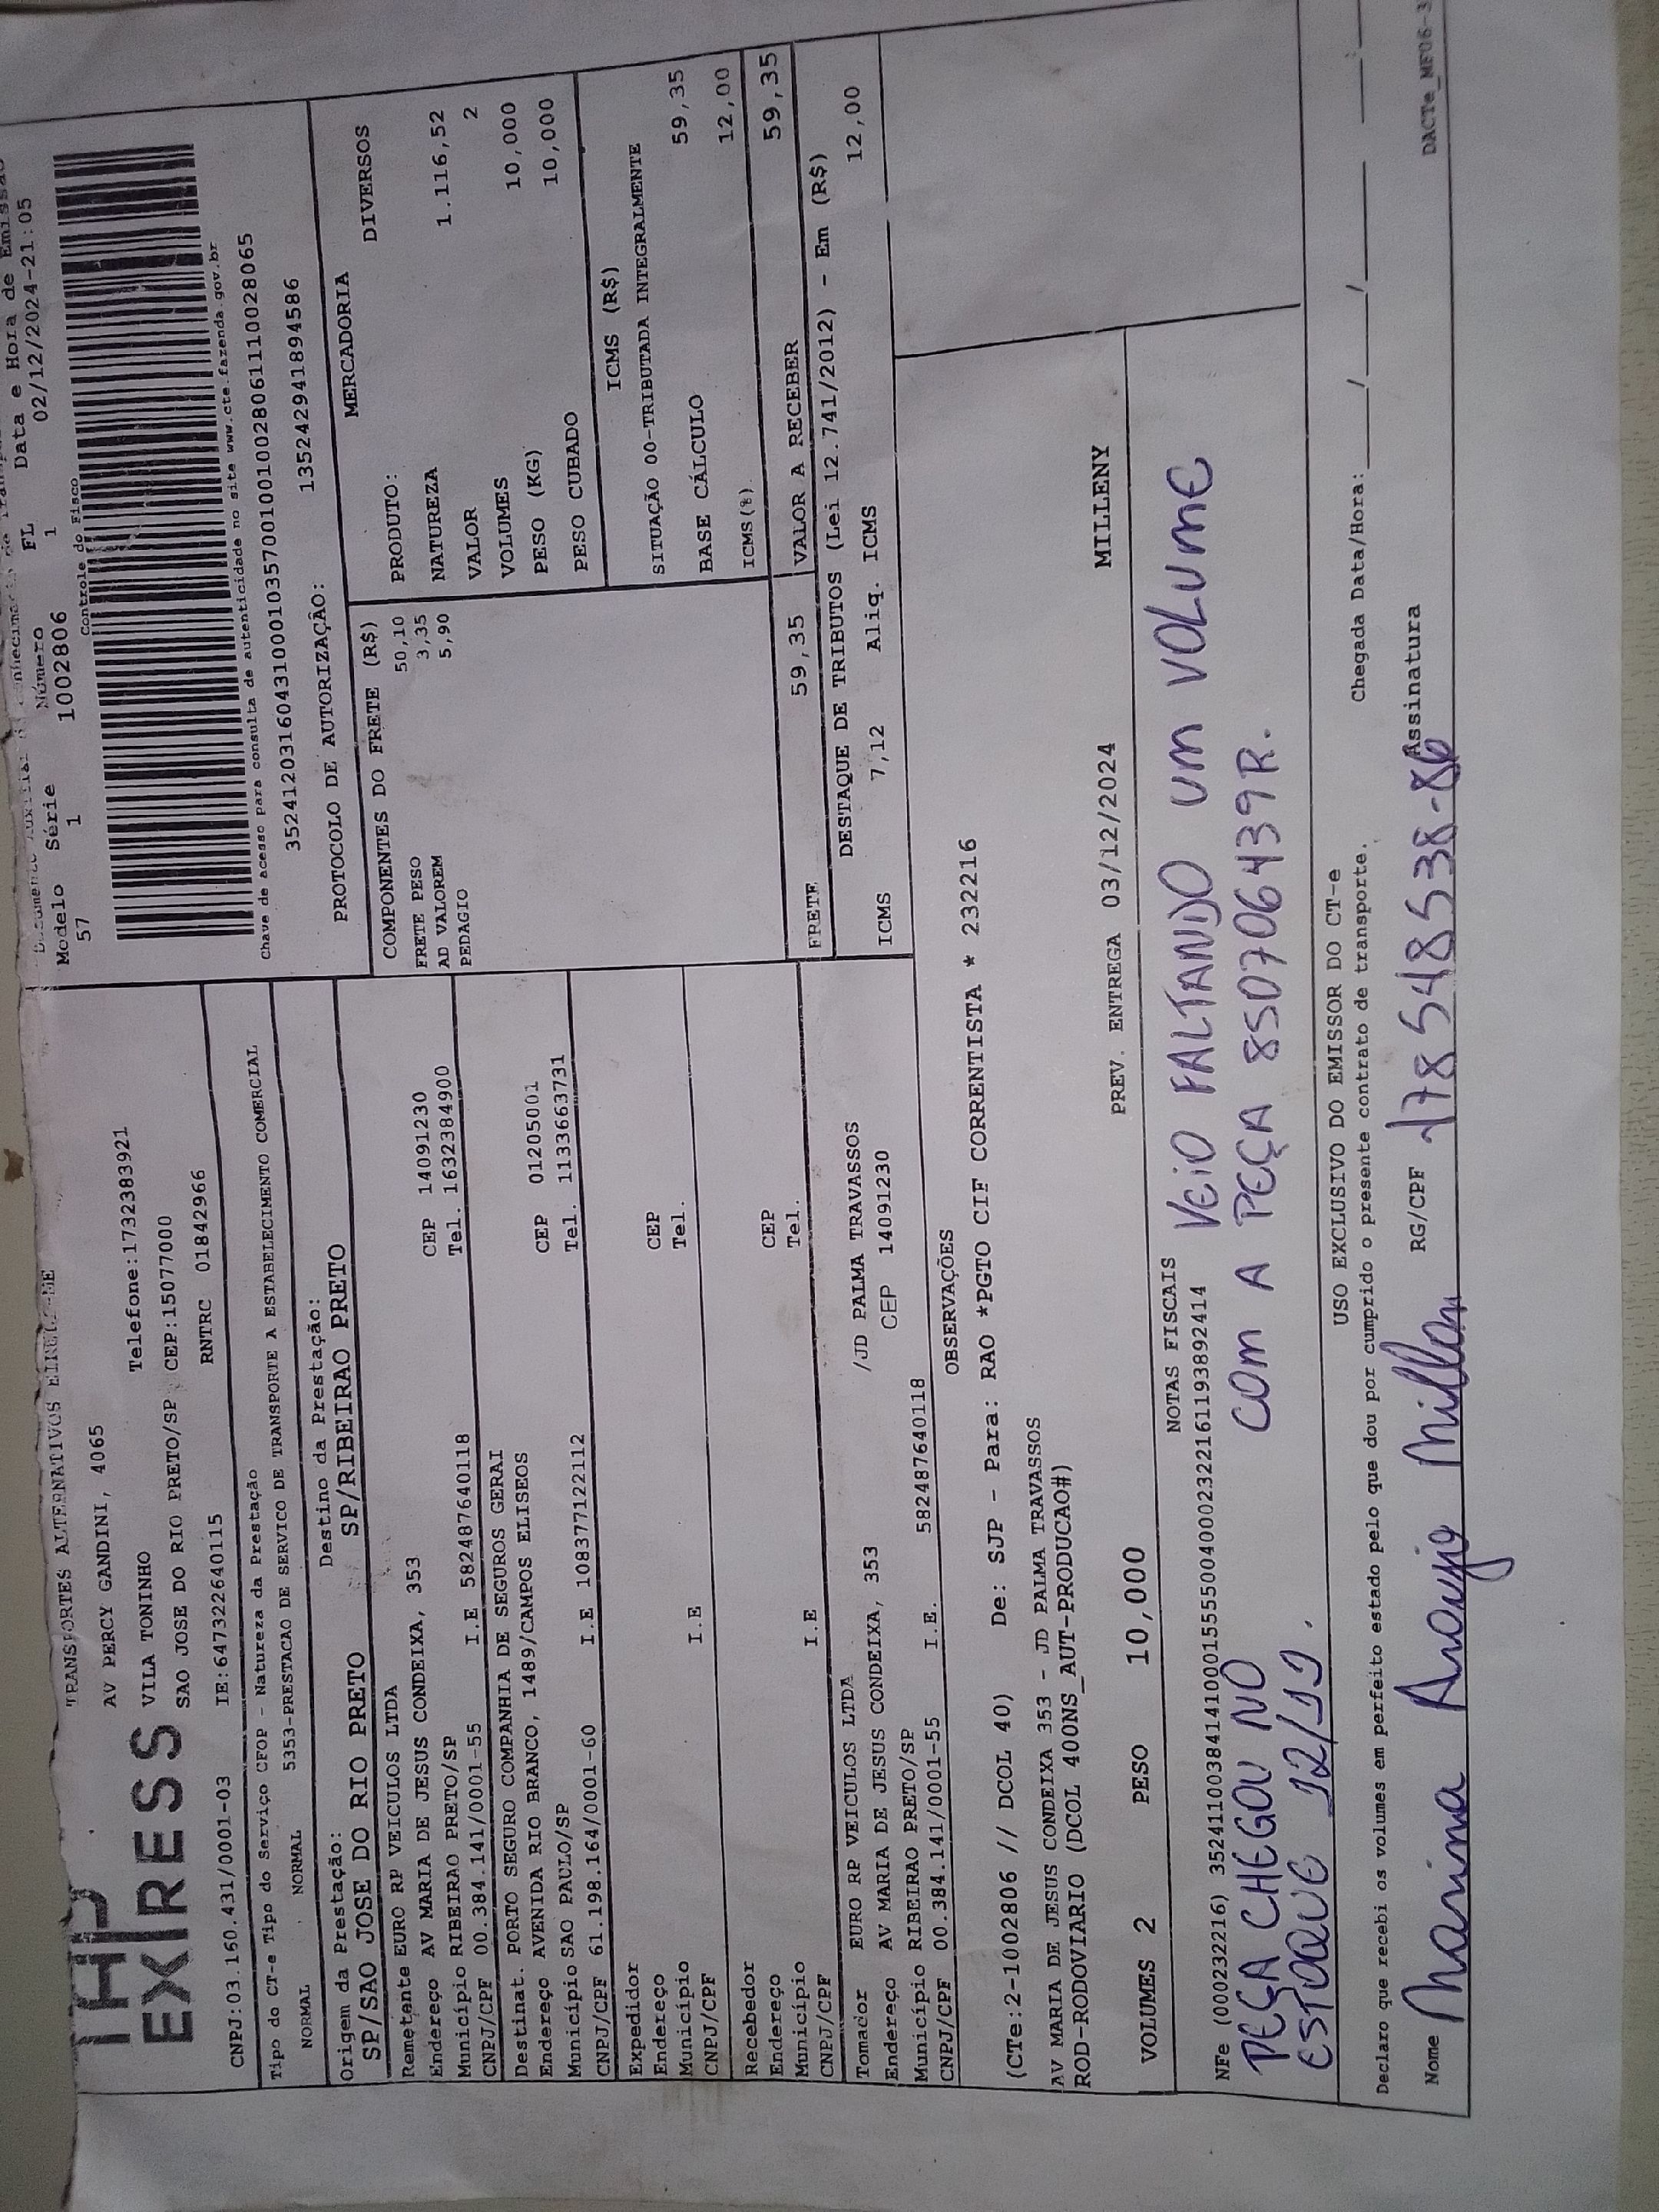 EXPRESS
TRANSPORTES ALTERNATIVOS
AV PERCY GANDINI, 4065
VILA TONINHO Telefone:1732383921
SAO JOSE DO RIO PRETO/SP CEP:15077000
CNPJ:03.160.431/0001-03 IE:647322640115 RNTRC 01842966
Modelo Série Número FL Data e Hora de Emissão
57 1 1002806 1 02/12/2024-21:05
Controle do Fisco
Chave de acesso para consulta de autenticidade no site www.cte.fazenda.gov.br
35241203160431000103570010010028061110028065
PROTOCOLO DE AUTORIZAÇÃO: 135242941894586
Tipo do CT-e Tipo do Serviço CFOP - Natureza da Prestação
NORMAL NORMAL 5353-PRESTACAO DE SERVICO DE TRANSPORTE A ESTABELECIMENTO COMERCIAL
Origem da Prestação: Destino da Prestação:
SP/SAO JOSE DO RIO PRETO SP/RIBEIRAO PRETO
Remetente EURO RP VEICULOS LTDA
Endereço AV MARIA DE JESUS CONDEIXA, 353 CEP 14091230
Município RIBEIRAO PRETO/SP Tel. 1632384900
CNPJ/CPF 00.384.141/0001-55 I.E 582487640118
Destinat. PORTO SEGURO COMPANHIA DE SEGUROS GERAI
Endereço AVENIDA RIO BRANCO, 1489/CAMPOS ELISEOS CEP 01205001
Município SAO PAULO/SP Tel. 1133663731
CNPJ/CPF 61.198.164/0001-60 I.E 108377122112
Expedidor
Endereço CEP
Município Tel.
CNPJ/CPF I.E
Recebedor
Endereço CEP
Município Tel.
CNPJ/CPF I.E
Tomador EURO RP VEICULOS LTDA
Endereço AV MARIA DE JESUS CONDEIXA, 353 /JD PALMA TRAVASSOS
Município RIBEIRAO PRETO/SP CEP 14091230
CNPJ/CPF 00.384.141/0001-55 I.E. 582487640118
COMPONENTES DO FRETE (R$)
FRETE PESO 50,10
AD VALOREM 3,35
PEDAGIO 5,90
MERCADORIA
PRODUTO: DIVERSOS
NATUREZA
VALOR 1.116,52
VOLUMES 2
PESO (KG) 10,000
PESO CUBADO 10,000
ICMS (R$)
SITUAÇÃO 00-TRIBUTADA INTEGRALMENTE
BASE CÁLCULO 59,35
ICMS(%) 12,00
FRETE 59,35 VALOR A RECEBER 59,35
DESTAQUE DE TRIBUTOS (Lei 12.741/2012) - Em (R$)
ICMS 7,12 Aliq. ICMS 12,00
OBSERVAÇÕES
(CTe:2-1002806 // DCOL 40) De: SJP - Para: RAO *PGTO CIF CORRENTISTA * 232216
AV MARIA DE JESUS CONDEIXA 353 - JD PALMA TRAVASSOS
ROD-RODOVIARIO (DCOL 400NS_AUT-PRODUCAO#)
VOLUMES 2 PESO 10,000 PREV. ENTREGA 03/12/2024 MILLENY
NOTAS FISCAIS
NFe (000232216) 35241100384141000155550040002322161193892414
VEIO FALTANDO UM VOLUME
COM A PEÇA 8S0706439R.
PEÇA CHEGOU NO
ESTOQUE 12/12.
USO EXCLUSIVO DO EMISSOR DO CT-e
Declaro que recebi os volumes em perfeito estado pelo que dou por cumprido o presente contrato de transporte.
Chegada Data/Hora: ____/____/____ ____:____
Nome Marina Araujo Millan RG/CPF 178548538-86 Assinatura